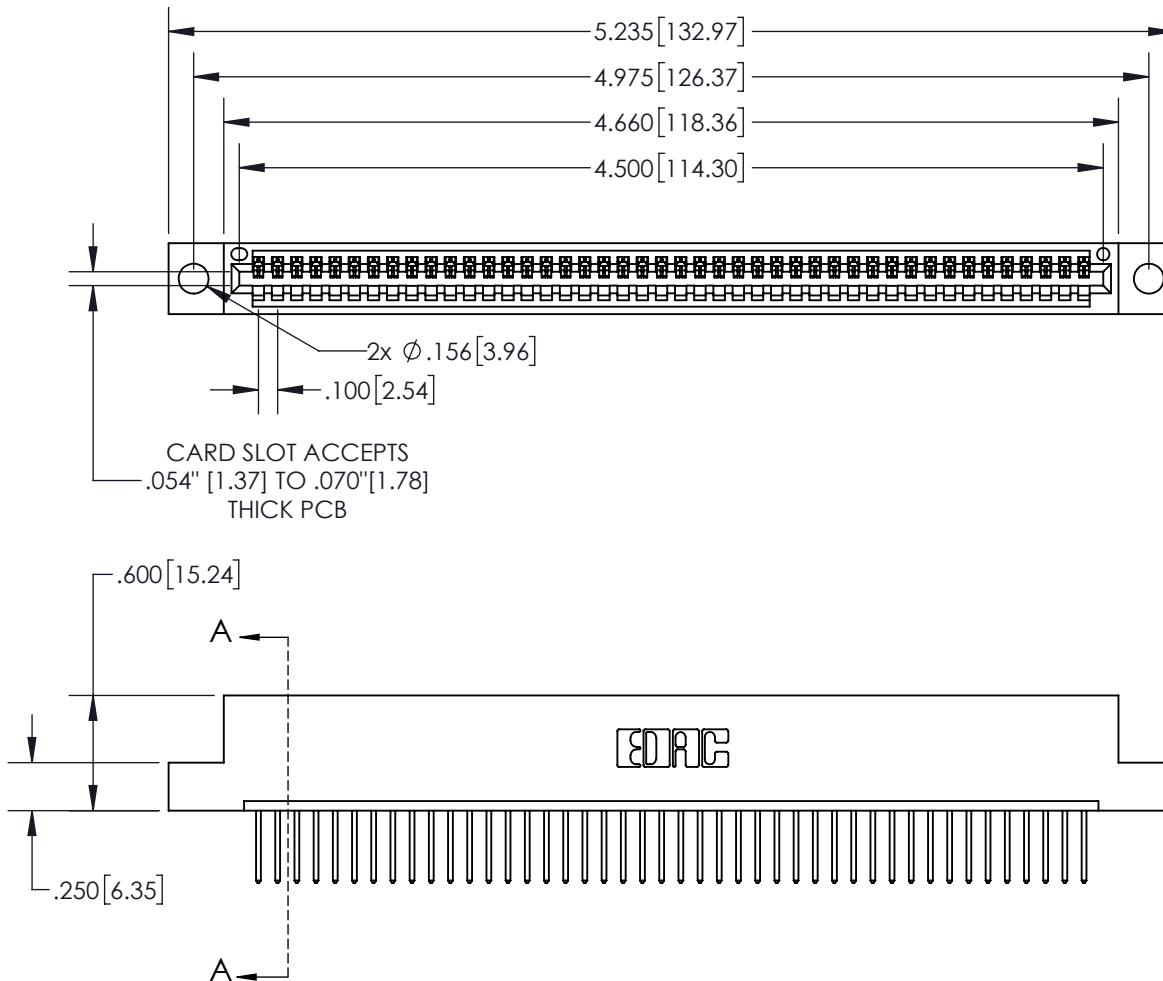 5.235[132.97]
4.975[126.37]
4.660[118.36]
4.500[114.30]
2x Ø.156[3.96]
.100[2.54]
CARD SLOT ACCEPTS
.054" [1.37] TO .070"[1.78]
THICK PCB
.600[15.24]
A
EDAC
.250[6.35]
A